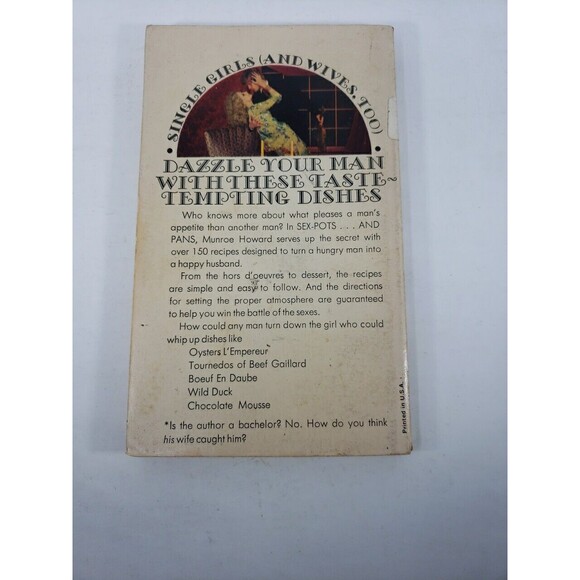 • SINGLE GIRLS (AND WIVES, TOO) •
DAZZLE YOUR MAN
WITH THESE TASTE~
TEMPTING DISHES
Who knows more about what pleases a man's
appetite than another man? In SEX-POTS . . . AND
PANS, Munroe Howard serves up the secret with
over 150 recipes designed to turn a hungry man into
a happy husband.
From the hors d'oeuvres to dessert, the recipes
are simple and easy to follow. And the directions
for setting the proper atmosphere are guaranteed
to help you win the battle of the sexes.
How could any man turn down the girl who could
whip up dishes like
Oysters L'Empereur
Tournedos of Beef Gaillard
Boeuf En Daube
Wild Duck
Chocolate Mousse
*Is the author a bachelor? No. How do you think
his wife caught him?
Printed in U.S.A.